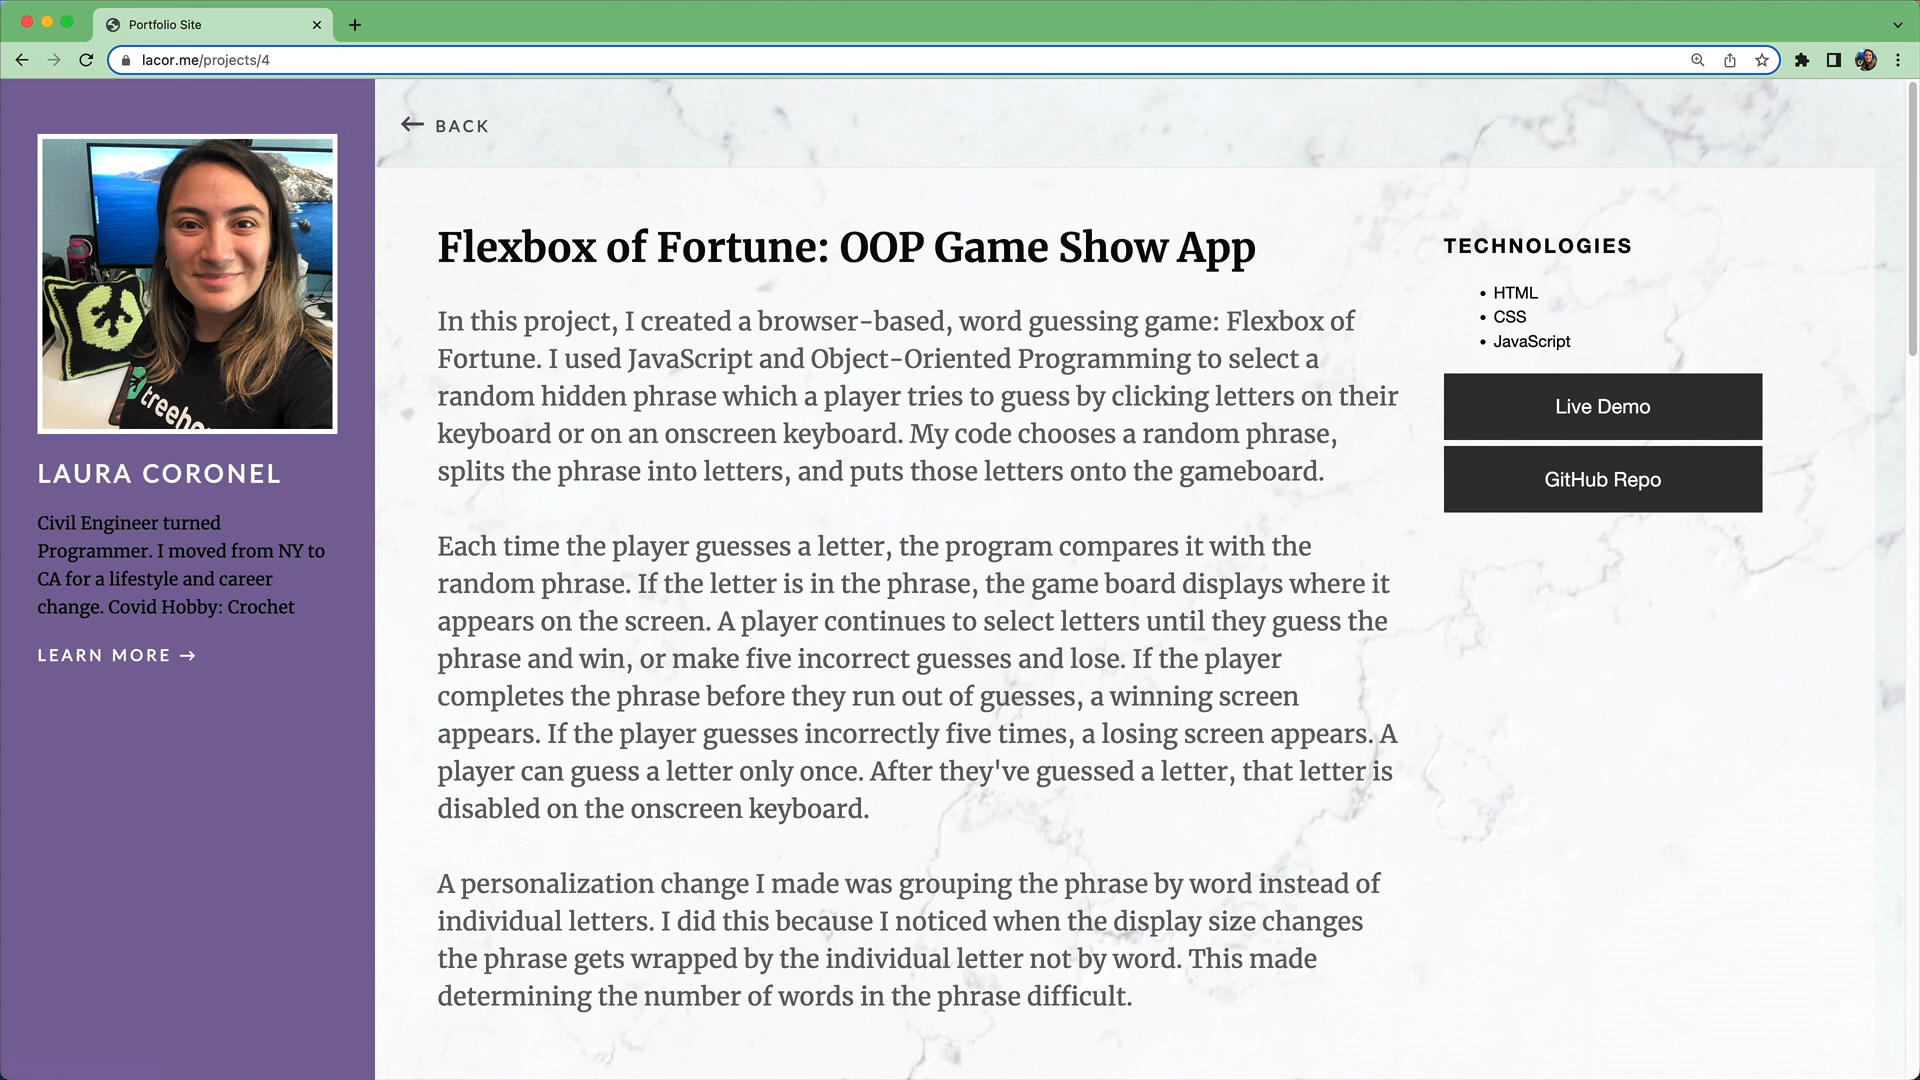 Portfolio Site
lacor.me/projects/4
BACK
LAURA CORONEL
Civil Engineer turned
Programmer. I moved from NY to
CA for a lifestyle and career
change. Covid Hobby: Crochet
LEARN MORE →
Flexbox of Fortune: OOP Game Show App
In this project, I created a browser-based, word guessing game: Flexbox of
Fortune. I used JavaScript and Object-Oriented Programming to select a
random hidden phrase which a player tries to guess by clicking letters on their
keyboard or on an onscreen keyboard. My code chooses a random phrase,
splits the phrase into letters, and puts those letters onto the gameboard.
Each time the player guesses a letter, the program compares it with the
random phrase. If the letter is in the phrase, the game board displays where it
appears on the screen. A player continues to select letters until they guess the
phrase and win, or make five incorrect guesses and lose. If the player
completes the phrase before they run out of guesses, a winning screen
appears. If the player guesses incorrectly five times, a losing screen appears. A
player can guess a letter only once. After they've guessed a letter, that letter is
disabled on the onscreen keyboard.
A personalization change I made was grouping the phrase by word instead of
individual letters. I did this because I noticed when the display size changes
the phrase gets wrapped by the individual letter not by word. This made
determining the number of words in the phrase difficult.
TECHNOLOGIES
• HTML
• CSS
• JavaScript
Live Demo
GitHub Repo